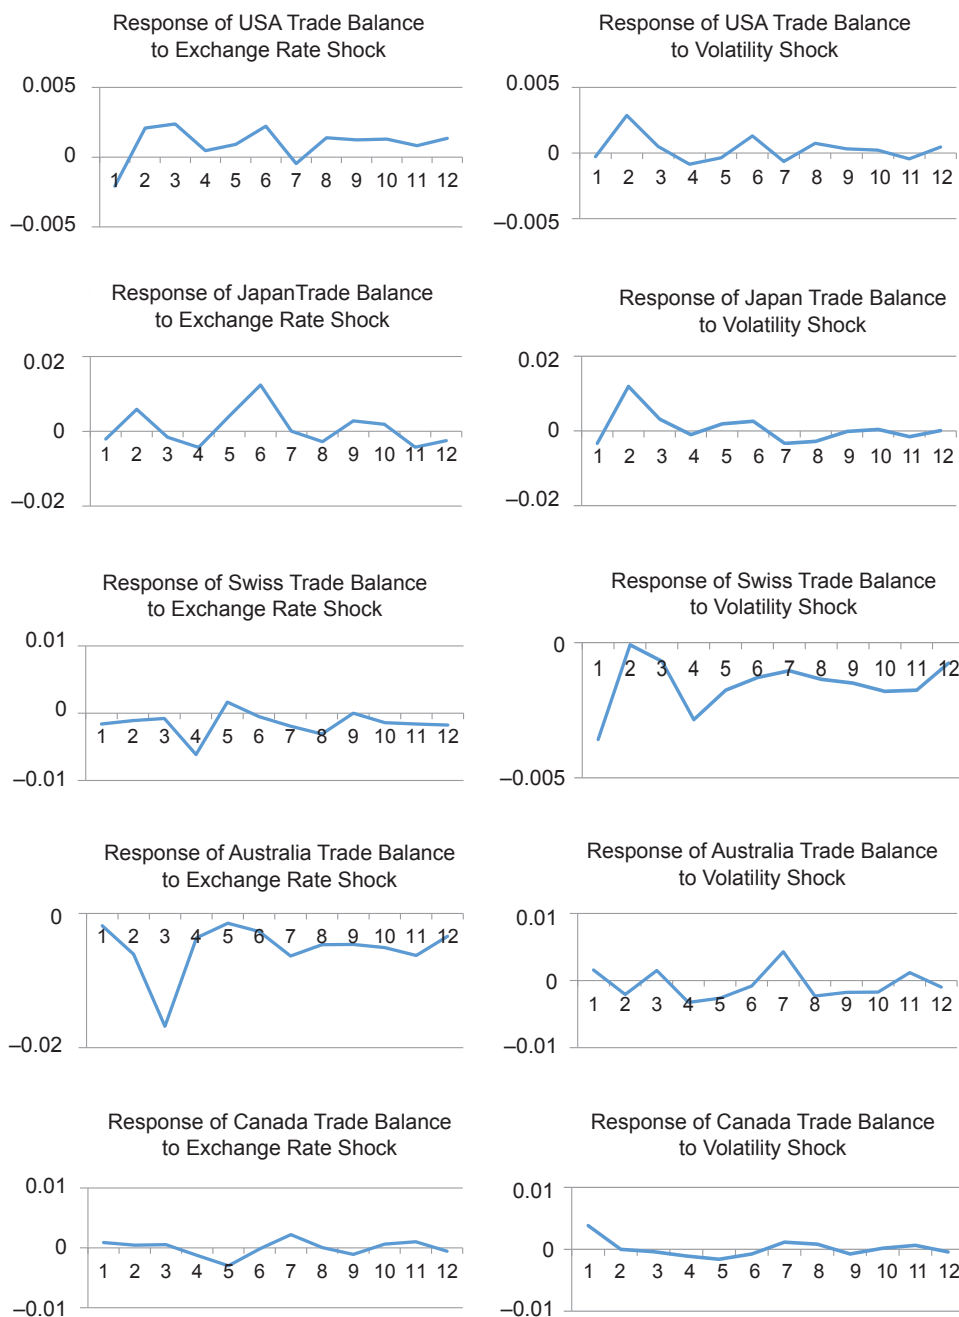 Response of USA Trade Balance
to Exchange Rate Shock
0.005
0
–0.005
1 2 3 4 5 6 7 8 9 10 11 12
Response of USA Trade Balance
to Volatility Shock
0.005
0
–0.005
1 2 3 4 5 6 7 8 9 10 11 12
Response of JapanTrade Balance
to Exchange Rate Shock
0.02
0
–0.02
1 2 3 4 5 6 7 8 9 10 11 12
Response of Japan Trade Balance
to Volatility Shock
0.02
0
–0.02
1 2 3 4 5 6 7 8 9 10 11 12
Response of Swiss Trade Balance
to Exchange Rate Shock
0.01
0
–0.01
1 2 3 4 5 6 7 8 9 10 11 12
Response of Swiss Trade Balance
to Volatility Shock
0
–0.005
1 2 3 4 5 6 7 8 9 10 11 12
Response of Australia Trade Balance
to Exchange Rate Shock
0
–0.02
1 2 3 4 5 6 7 8 9 10 11 12
Response of Australia Trade Balance
to Volatility Shock
0.01
0
–0.01
1 2 3 4 5 6 7 8 9 10 11 12
Response of Canada Trade Balance
to Exchange Rate Shock
0.01
0
–0.01
1 2 3 4 5 6 7 8 9 10 11 12
Response of Canada Trade Balance
to Volatility Shock
0.01
0
–0.01
1 2 3 4 5 6 7 8 9 10 11 12